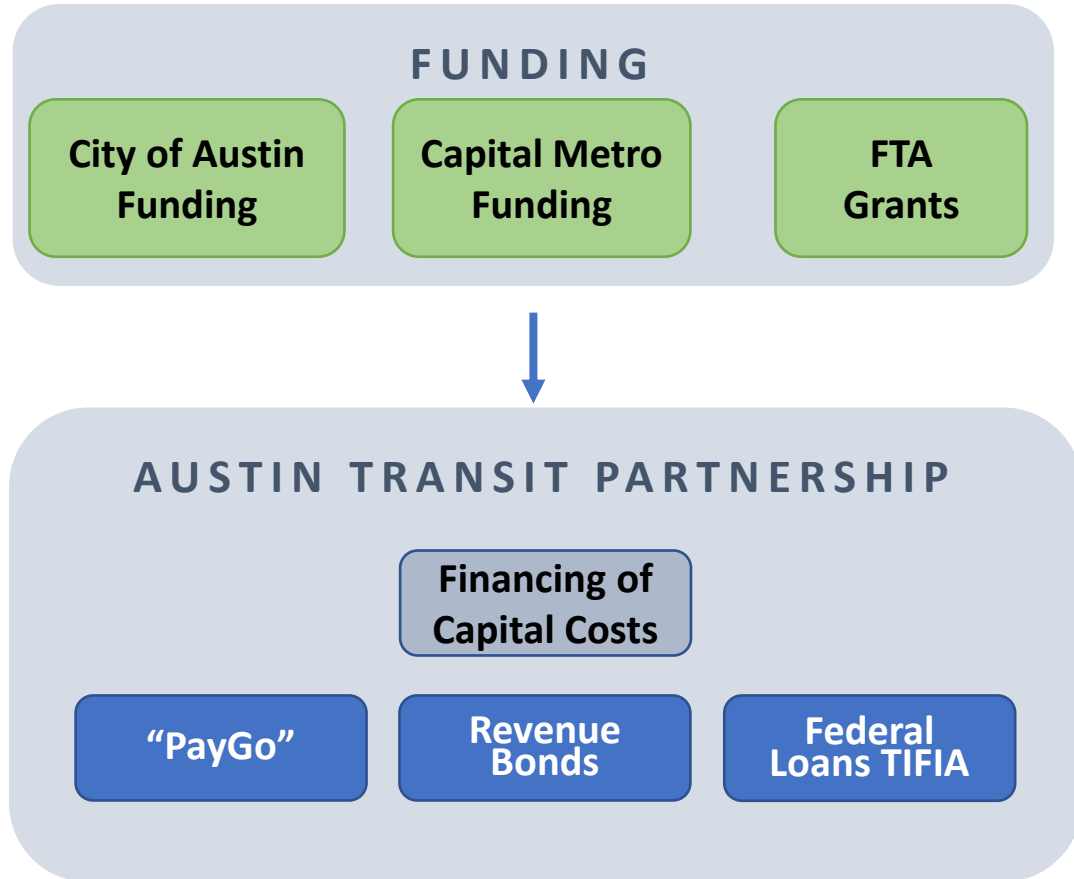 FUNDING
City of Austin
Funding
Capital Metro
Funding
FTA
Grants
AUSTIN TRANSIT PARTNERSHIP
Financing of
Capital Costs
“PayGo”
Revenue
Bonds
Federal
Loans TIFIA